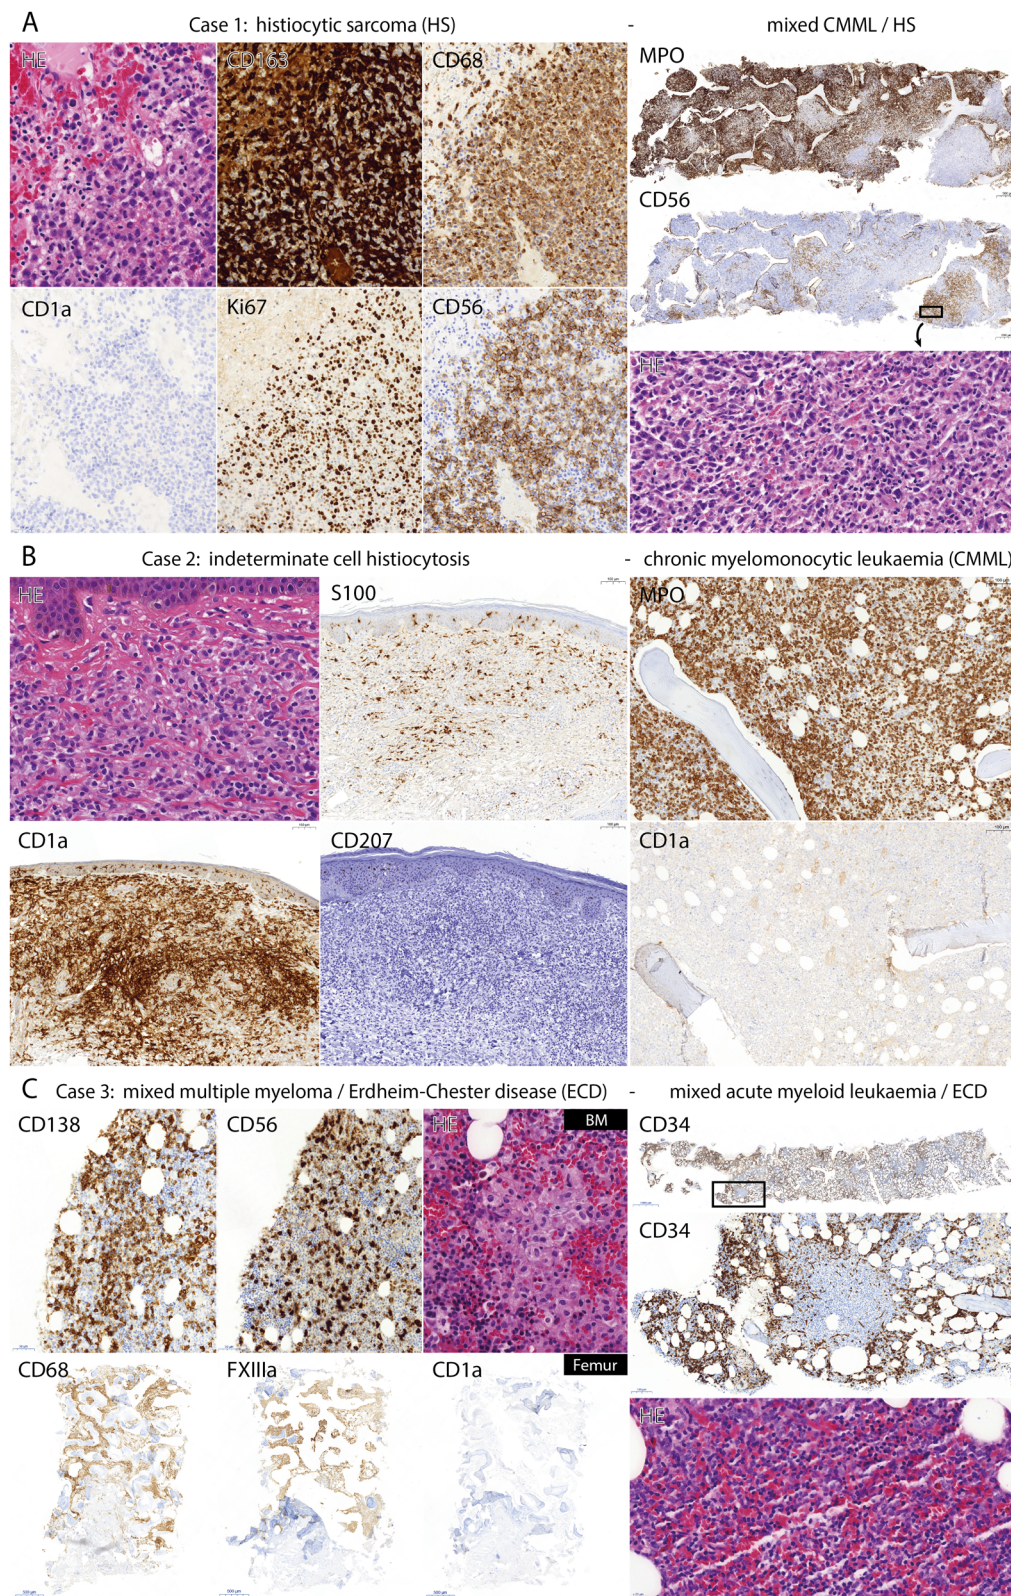 A Case 1: histiocytic sarcoma (HS) - mixed CMML / HS
HE CD163 CD68 MPO
CD56
CD1a Ki67 CD56
HE
B Case 2: indeterminate cell histiocytosis - chronic myelomonocytic leukaemia (CMML)
HE S100 MPO
CD1a CD207 CD1a
C Case 3: mixed multiple myeloma / Erdheim-Chester disease (ECD) - mixed acute myeloid leukaemia / ECD
CD138 CD56 HE BM CD34
CD34
Femur
CD68 FXIIIa CD1a
HE